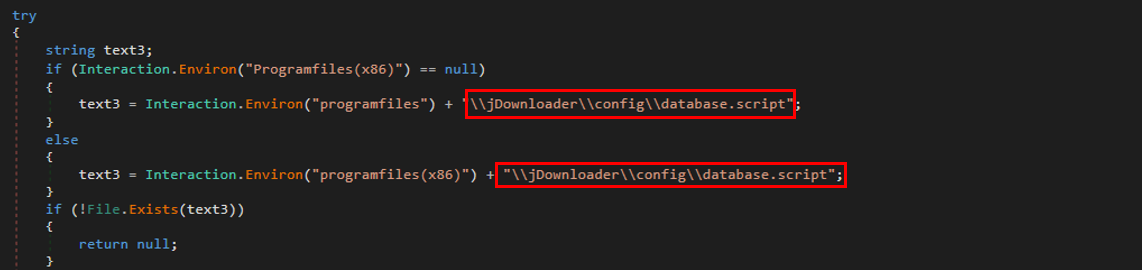 try
{
string text3;
if (Interaction.Environ("Programfiles(x86)") == null)
{
text3 = Interaction.Environ("programfiles") + "\\jDownloader\\config\\database.script";
}
else
{
text3 = Interaction.Environ("programfiles(x86)") + "\\jDownloader\\config\\database.script";
}
if (!File.Exists(text3))
{
return null;
}